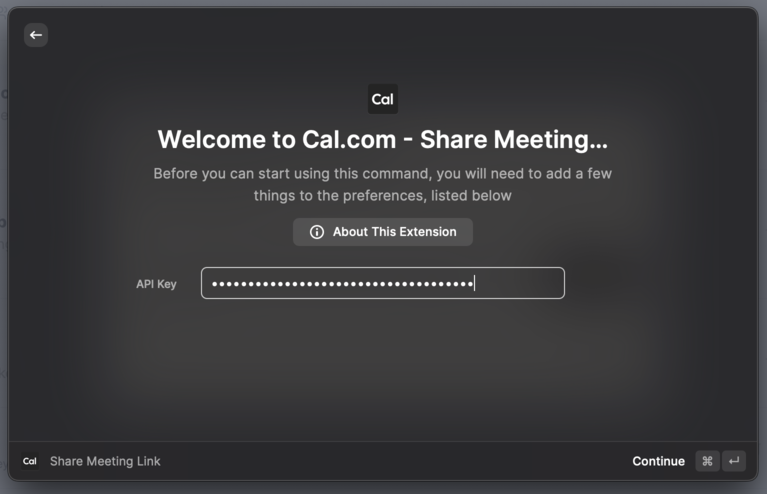 Cal
Welcome to Cal.com - Share Meeting...
Before you can start using this command, you will need to add a few
things to the preferences, listed below
About This Extension
API Key ••••••••••••••••••••••••••••••••••••
Cal Share Meeting Link Continue ⌘ ↵